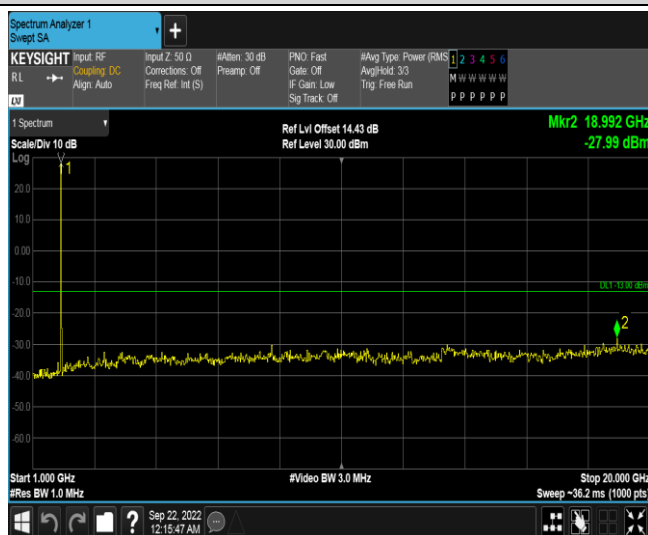 Spectrum Analyzer 1
Swept SA
+
KEYSIGHT
RL
Input: RF
Coupling: DC
Align: Auto
Input Z: 50 Ω
Corrections: Off
Freq Ref: Int (S)
#Atten: 30 dB
Preamp: Off
PNO: Fast
Gate: Off
IF Gain: Low
Sig Track: Off
#Avg Type: Power (RMS
Avg|Hold: 3/3
Trig: Free Run
1 2 3 4 5 6
M W W W W W
P P P P P P
LXI
1 Spectrum
Scale/Div 10 dB
Ref Lvl Offset 14.43 dB
Ref Level 30.00 dBm
Mkr2 18.992 GHz
-27.99 dBm
Log
1
20.0
10.0
0.00
-10.0
DL1 -13.00 dBm
2
-20.0
-30.0
-40.0
-50.0
-60.0
Start 1.000 GHz
#Video BW 3.0 MHz
Stop 20.000 GHz
#Res BW 1.0 MHz
Sweep ~36.2 ms (1000 pts)
?
Sep 22, 2022
12:15:47 AM